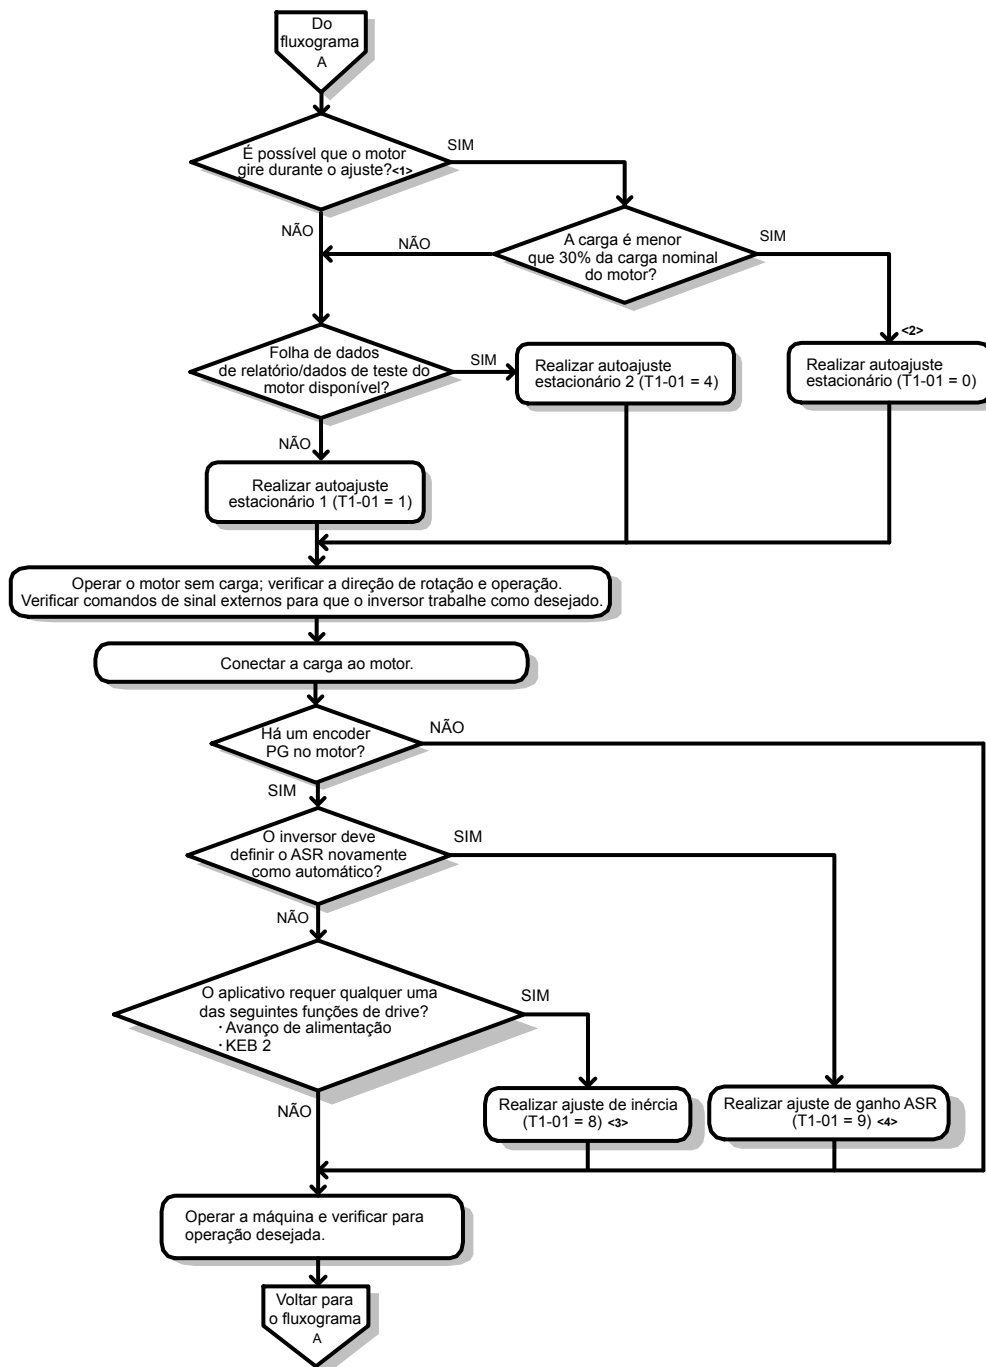 Do
fluxograma
A
É possível que o motor
gire durante o ajuste?<1>
SIM
NÃO
A carga é menor
que 30% da carga nominal
do motor?
NÃO
SIM
<2>
Folha de dados
de relatório/dados de teste do
motor disponível?
SIM
Realizar autoajuste
estacionário 2 (T1-01 = 4)
Realizar autoajuste
estacionário (T1-01 = 0)
NÃO
Realizar autoajuste
estacionário 1 (T1-01 = 1)
Operar o motor sem carga; verificar a direção de rotação e operação.
Verificar comandos de sinal externos para que o inversor trabalhe como desejado.
Conectar a carga ao motor.
Há um encoder
PG no motor?
NÃO
SIM
O inversor deve
definir o ASR novamente
como automático?
SIM
NÃO
O aplicativo requer qualquer uma
das seguintes funções de drive?
· Avanço de alimentação
· KEB 2
SIM
NÃO
Realizar ajuste de inércia
(T1-01 = 8) <3>
Realizar ajuste de ganho ASR
(T1-01 = 9) <4>
Operar a máquina e verificar para
operação desejada.
Voltar para
o fluxograma
A